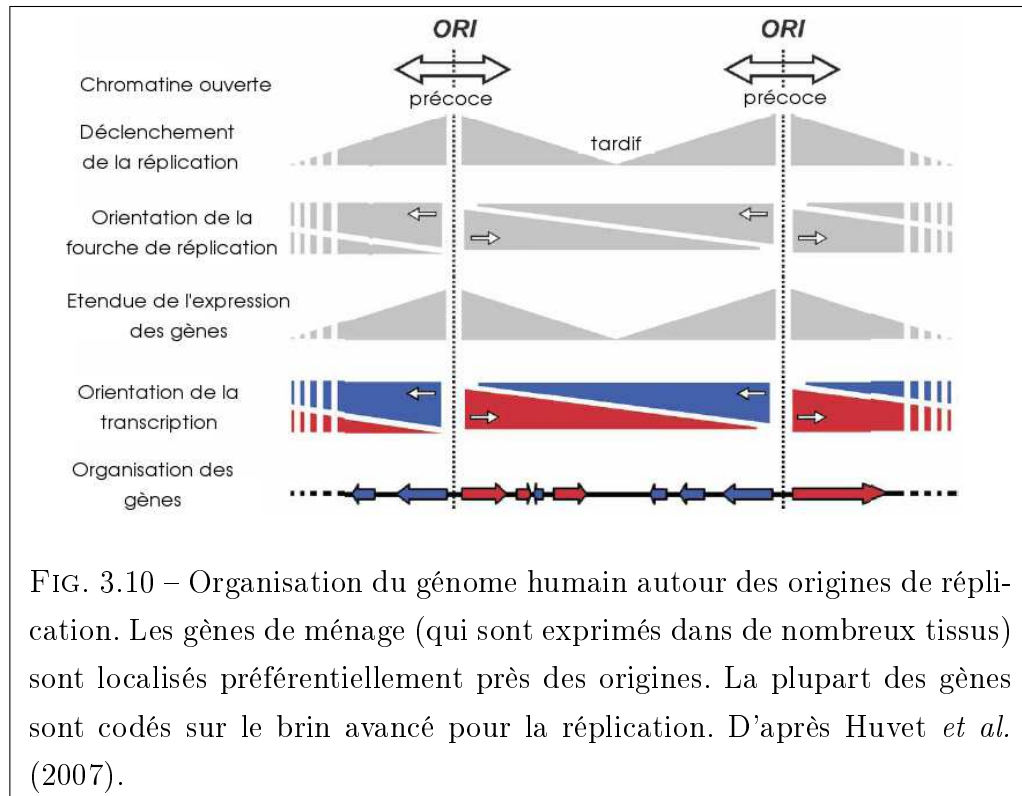 ORI ORI
Chromatine ouverte
précoce précoce
Déclenchement
de la réplication
tardif
Orientation de la
fourche de réplication
Etendue de l'expression
des gènes
Orientation de la
transcription
Organisation des
gènes
FIG. 3.10 – Organisation du génome humain autour des origines de répli-
cation. Les gènes de ménage (qui sont exprimés dans de nombreux tissus)
sont localisés préférentiellement près des origines. La plupart des gènes
sont codés sur le brin avancé pour la réplication. D'après Huvet et al.
(2007).